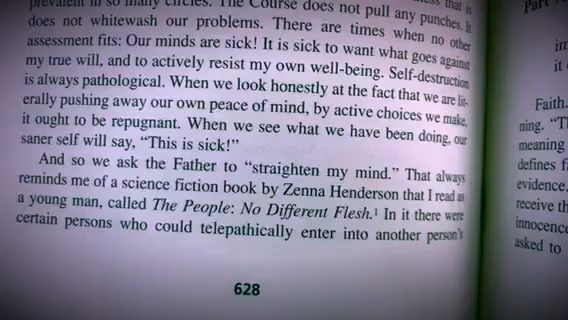 prevalent in so many circles. The Course does not pull any punches. It
does not whitewash our problems. There are times when no other
assessment fits: Our minds are sick! It is sick to want what goes against
my true will, and to actively resist my own well-being. Self-destruction
is always pathological. When we look honestly at the fact that we are lit-
erally pushing away our own peace of mind, by active choices we make,
it ought to be repugnant. When we see what we have been doing, our
saner self will say, “This is sick!”
And so we ask the Father to “straighten my mind.” That always
reminds me of a science fiction book by Zenna Henderson that I read as
a young man, called The People: No Different Flesh.¹ In it there were
certain persons who could telepathically enter into another person's
628
Part
im
it
Faith.
ning. “T
meaning
defines f
evidence.
receive th
innocence
asked to